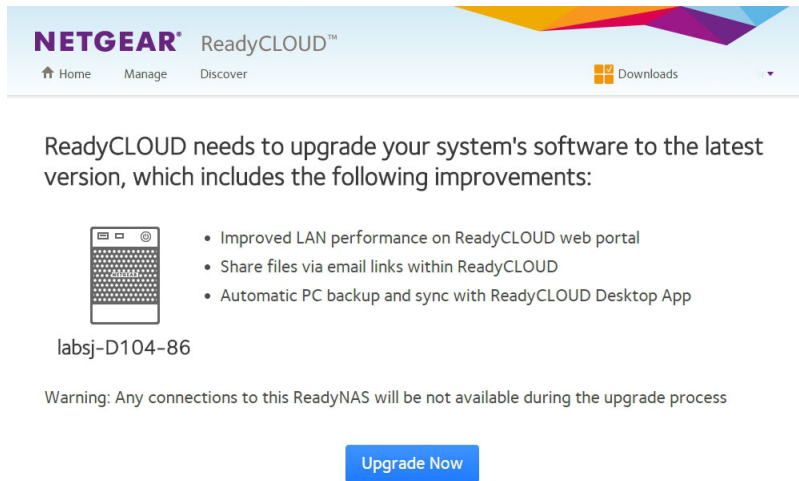 NETGEAR® ReadyCLOUD™
Home Manage Discover Downloads
ReadyCLOUD needs to upgrade your system's software to the latest
version, which includes the following improvements:
NETGEAR
• Improved LAN performance on ReadyCLOUD web portal
• Share files via email links within ReadyCLOUD
• Automatic PC backup and sync with ReadyCLOUD Desktop App
labsj-D104-86
Warning: Any connections to this ReadyNAS will be not available during the upgrade process
Upgrade Now